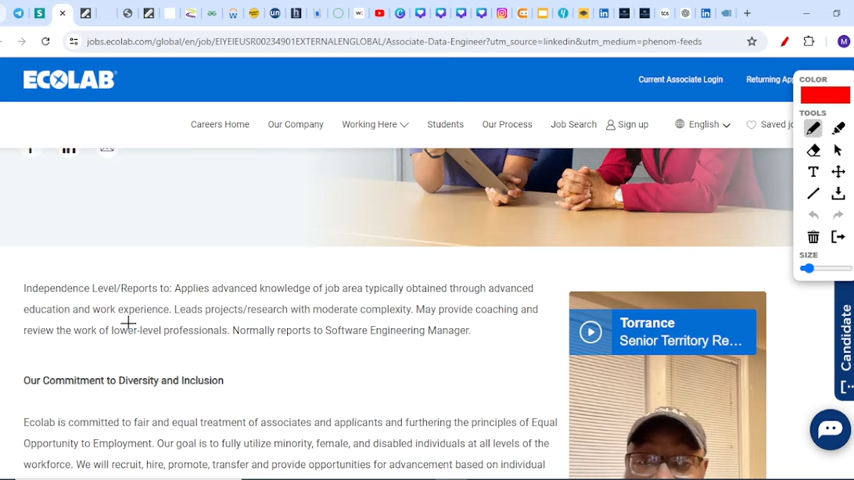 jobs.ecolab.com/global/en/job/EIYEIEUSR00234901EXTERNALENGLOBAL/Associate-Data-Engineer?utm_source=linkedin&utm_medium=phenom-feeds
M
ECOLAB
Current Associate Login
Returning App
Careers Home
Our Company
Working Here
Students
Our Process
Job Search
Sign up
English
Saved jo
COLOR
TOOLS
T
SIZE
Independence Level/Reports to: Applies advanced knowledge of job area typically obtained through advanced
education and work experience. Leads projects/research with moderate complexity. May provide coaching and
review the work of lower-level professionals. Normally reports to Software Engineering Manager.
Torrance
Senior Territory Re...
Candidate
Our Commitment to Diversity and Inclusion
Ecolab is committed to fair and equal treatment of associates and applicants and furthering the principles of Equal
Opportunity to Employment. Our goal is to fully utilize minority, female, and disabled individuals at all levels of the
workforce. We will recruit, hire, promote, transfer and provide opportunities for advancement based on individual